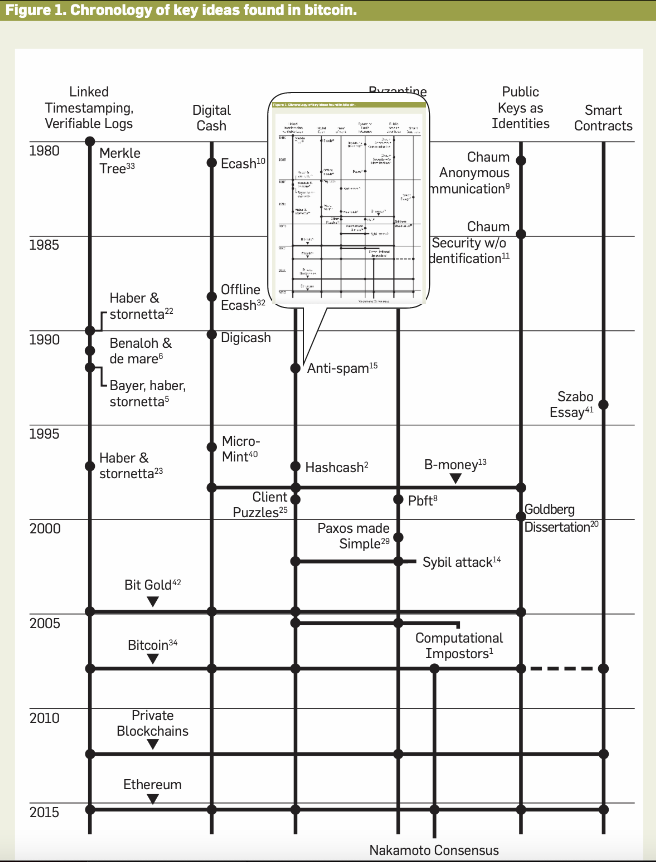 Figure 1. Chronology of key ideas found in bitcoin.
Linked
Timestamping,
Verifiable Logs
Digital
Cash
Byzantine
Public
Keys as
Identities
Smart
Contracts
1980
Merkle
Tree33
Ecash10
Chaum
Anonymous
mmunication9
Chaum
Security w/o
dentification11
1985
Offline
Ecash32
Haber &
stornetta22
1990
Digicash
Benaloh &
de mare6
Anti-spam15
Bayer, haber,
stornetta5
Szabo
Essay41
1995
Micro-
Mint40
Haber &
stornetta23
Hashcash2
B-money13
Client
Puzzles25
Pbft8
Goldberg
Dissertation20
2000
Paxos made
Simple29
Sybil attack14
Bit Gold42
2005
Computational
Impostors1
Bitcoin34
2010
Private
Blockchains
Ethereum
2015
Nakamoto Consensus